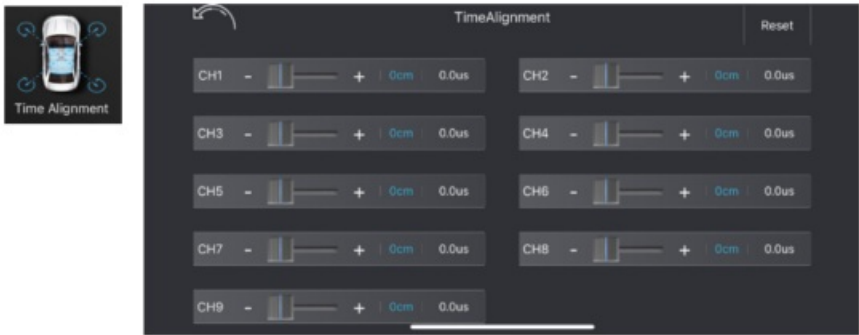 Time Alignment
TimeAlignment
Reset
CH1 - + 0cm 0.0us
CH2 - + 0cm 0.0us
CH3 - + 0cm 0.0us
CH4 - + 0cm 0.0us
CH5 - + 0cm 0.0us
CH6 - + 0cm 0.0us
CH7 - + 0cm 0.0us
CH8 - + 0cm 0.0us
CH9 - + 0cm 0.0us